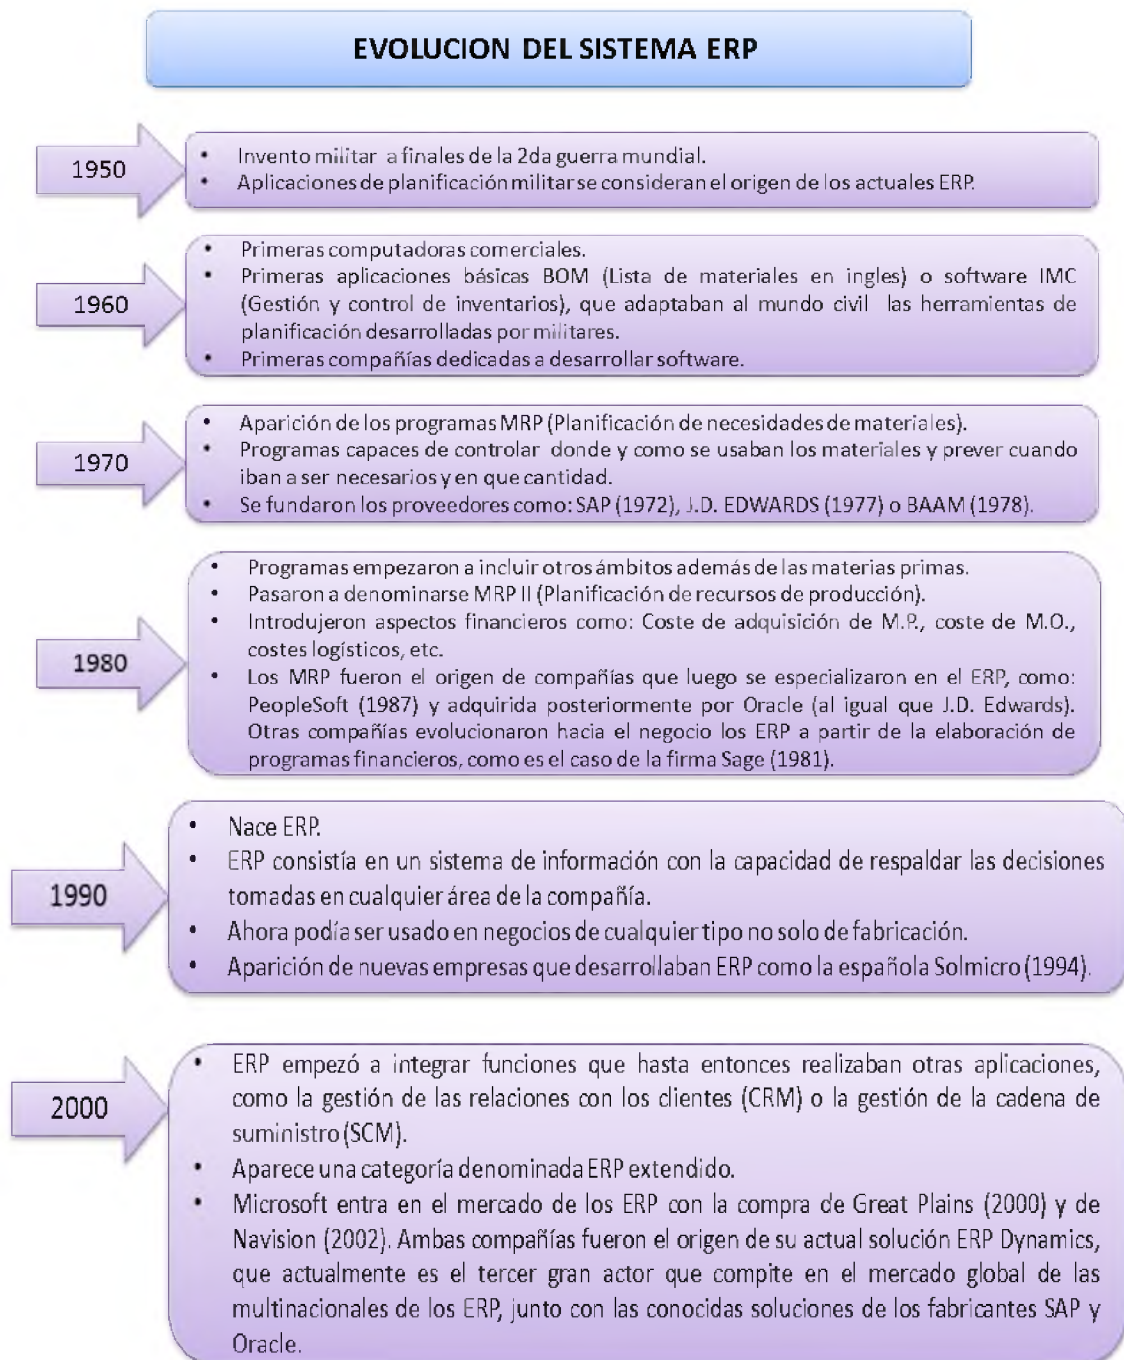 EVOLUCION DEL SISTEMA ERP
1950
• Invento militar a finales de la 2da guerra mundial.
• Aplicaciones de planificación militar se consideran el origen de los actuales ERP.
1960
• Primeras computadoras comerciales.
• Primeras aplicaciones básicas BOM (Lista de materiales en ingles) o software IMC
(Gestión y control de inventarios), que adaptaban al mundo civil las herramientas de
planificación desarrolladas por militares.
• Primeras compañías dedicadas a desarrollar software.
1970
• Aparición de los programas MRP (Planificación de necesidades de materiales).
• Programas capaces de controlar donde y como se usaban los materiales y prever cuando
iban a ser necesarios y en que cantidad.
• Se fundaron los proveedores como: SAP (1972), J.D. EDWARDS (1977) o BAAM (1978).
1980
• Programas empezaron a incluir otros ámbitos además de las materias primas.
• Pasaron a denominarse MRP II (Planificación de recursos de producción).
• Introdujeron aspectos financieros como: Coste de adquisición de M.P., coste de M.O.,
costes logísticos, etc.
• Los MRP fueron el origen de compañías que luego se especializaron en el ERP, como:
PeopleSoft (1987) y adquirida posteriormente por Oracle (al igual que J.D. Edwards).
Otras compañías evolucionaron hacia el negocio los ERP a partir de la elaboración de
programas financieros, como es el caso de la firma Sage (1981).
1990
• Nace ERP.
• ERP consistía en un sistema de información con la capacidad de respaldar las decisiones
tomadas en cualquier área de la compañía.
• Ahora podía ser usado en negocios de cualquier tipo no solo de fabricación.
• Aparición de nuevas empresas que desarrollaban ERP como la española Solmicro (1994).
2000
• ERP empezó a integrar funciones que hasta entonces realizaban otras aplicaciones,
como la gestión de las relaciones con los clientes (CRM) o la gestión de la cadena de
suministro (SCM).
• Aparece una categoría denominada ERP extendido.
• Microsoft entra en el mercado de los ERP con la compra de Great Plains (2000) y de
Navision (2002). Ambas compañías fueron el origen de su actual solución ERP Dynamics,
que actualmente es el tercer gran actor que compite en el mercado global de las
multinacionales de los ERP, junto con las conocidas soluciones de los fabricantes SAP y
Oracle.